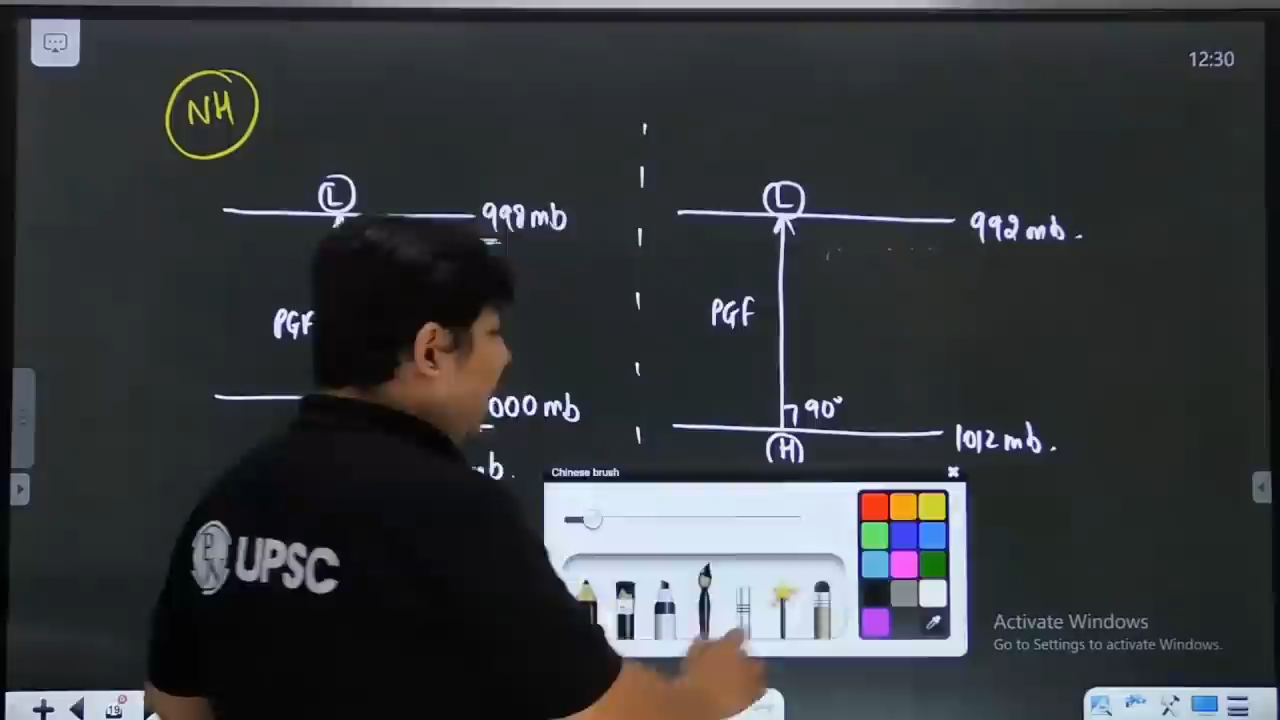 12:30
NH
L
998 mb
L
992 mb.
PGF
PGF
000 mb
90°
1012 mb.
H
mb.
Chinese brush
UPSC
Activate Windows
Go to Settings to activate Windows.
19